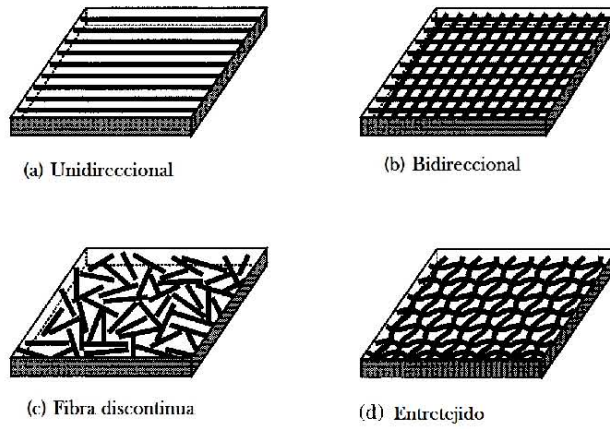 (a) Unidireccional
(b) Bidireccional
(c) Fibra discontinua
(d) Entretejido